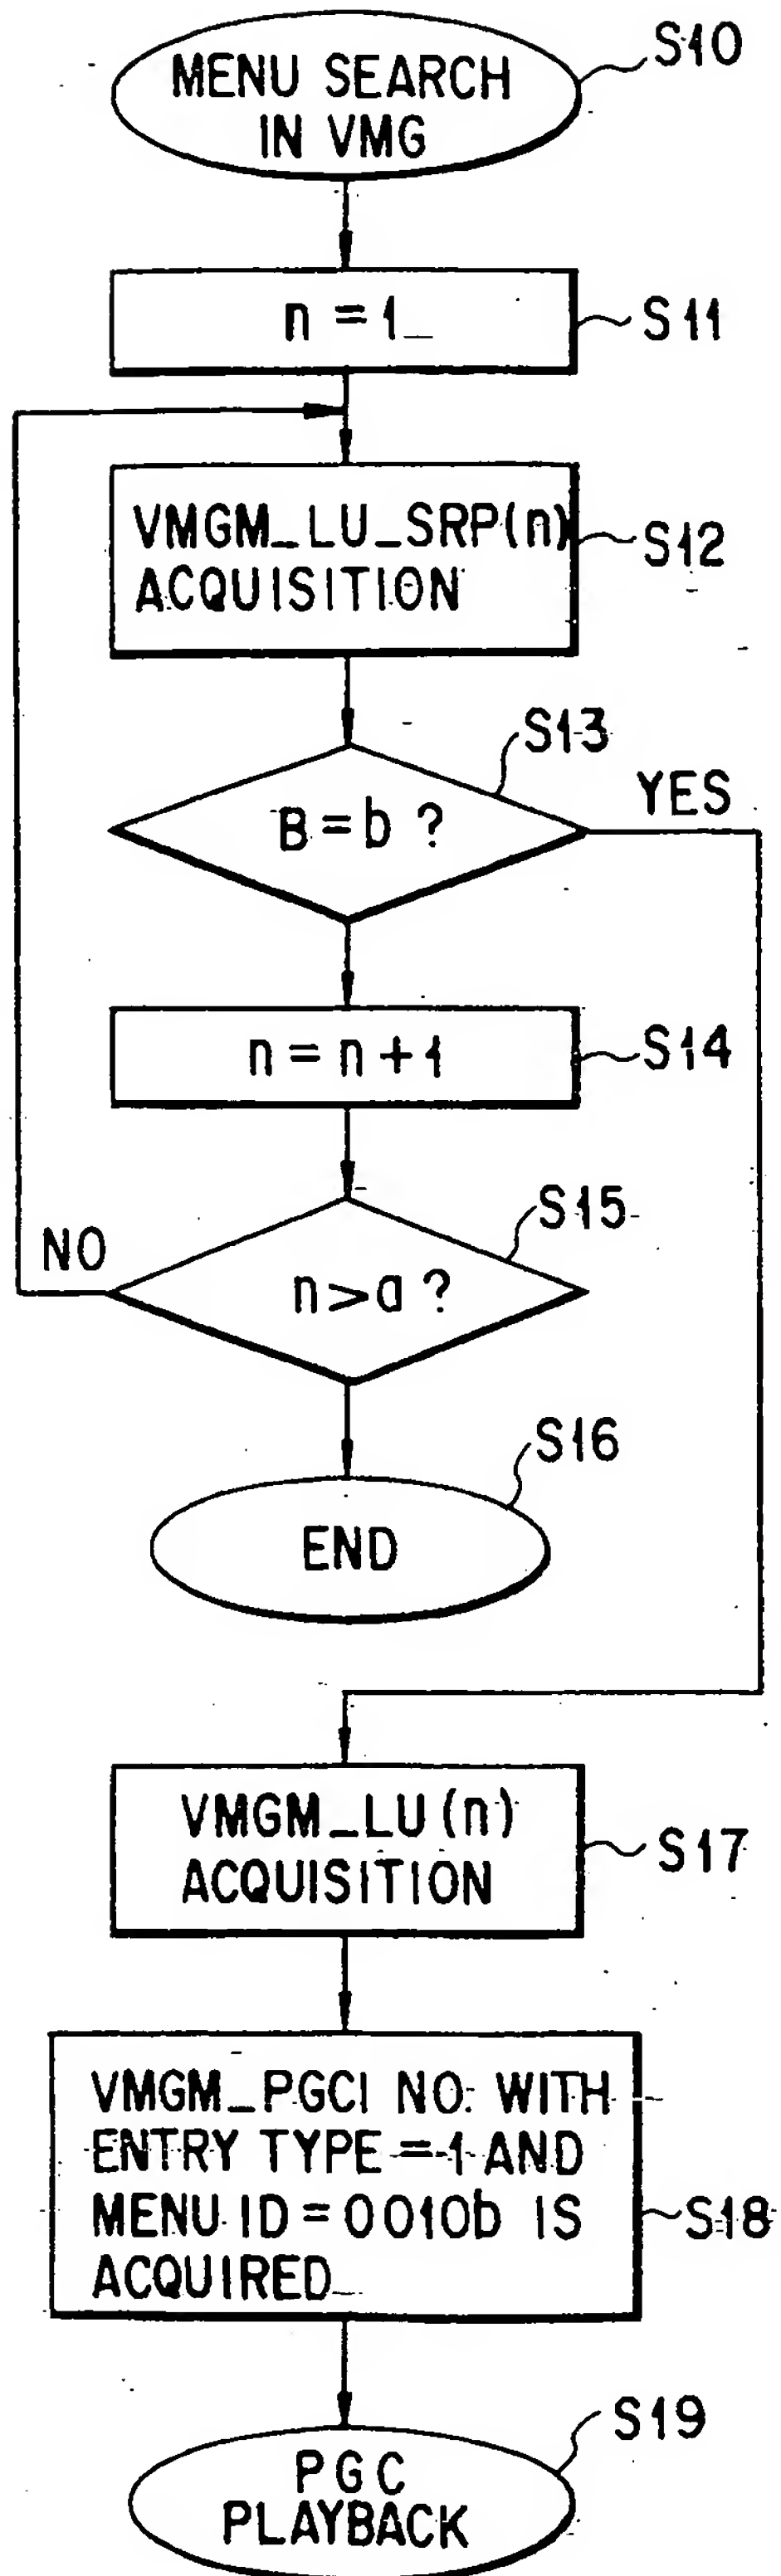 MENU SEARCH
IN VMG
S10
n = 1
S11
VMGM_LU_SRP(n)
ACQUISITION
S12
S13
B = b ?
YES
n = n + 1
S14
S15
NO
n > a ?
S16
END
VMGM_LU (n)
ACQUISITION
S17
VMGM_PGCI NO. WITH
ENTRY TYPE = 1 AND
MENU ID = 0010b IS
ACQUIRED
S18
S19
PGC
PLAYBACK